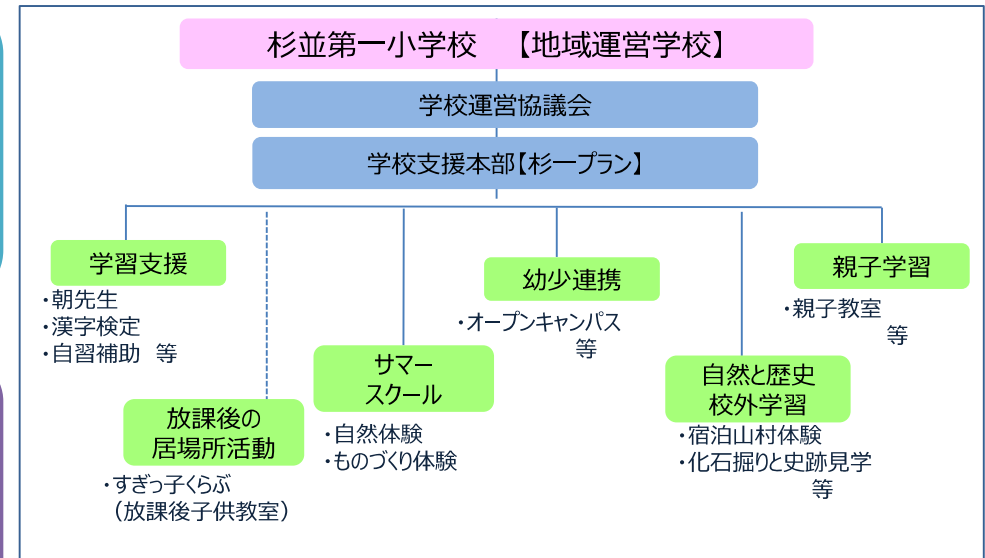 杉並第一小学校　【地域運営学校】
学校運営協議会
学校支援本部【杉一プラン】
学習支援
・朝先生
・漢字検定
・自習補助　等
放課後の
居場所活動
・すぎっ子くらぶ
（放課後子供教室）
サマー
スクール
・自然体験
・ものづくり体験
幼少連携
・オープンキャンパス
等
自然と歴史
校外学習
・宿泊山村体験
・化石掘りと史跡見学
等
親子学習
・親子教室
等